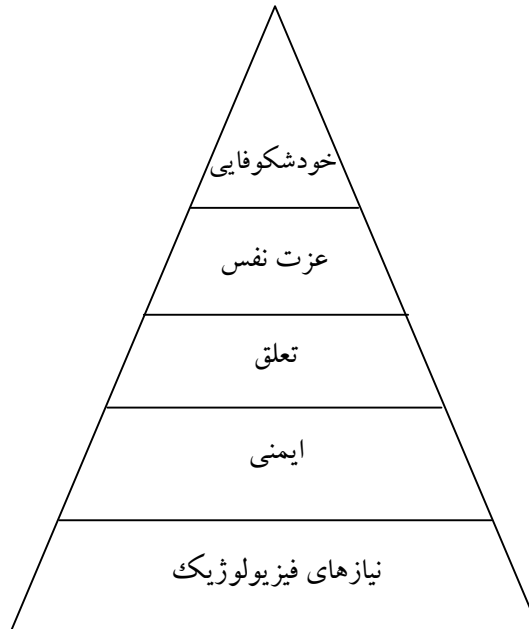 خودشکوفایی
عزت نفس
تعلق
ایمنی
نیازهای فیزیولوژیک